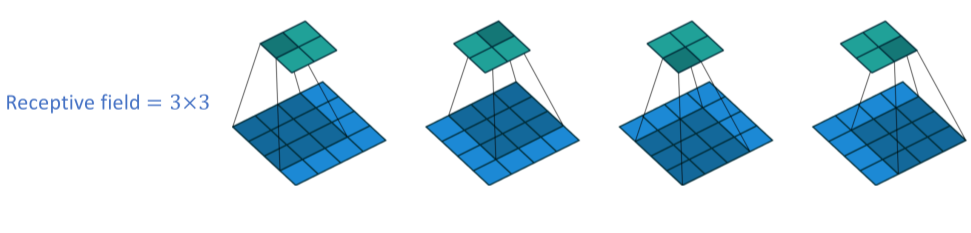 Receptive field = 3×3